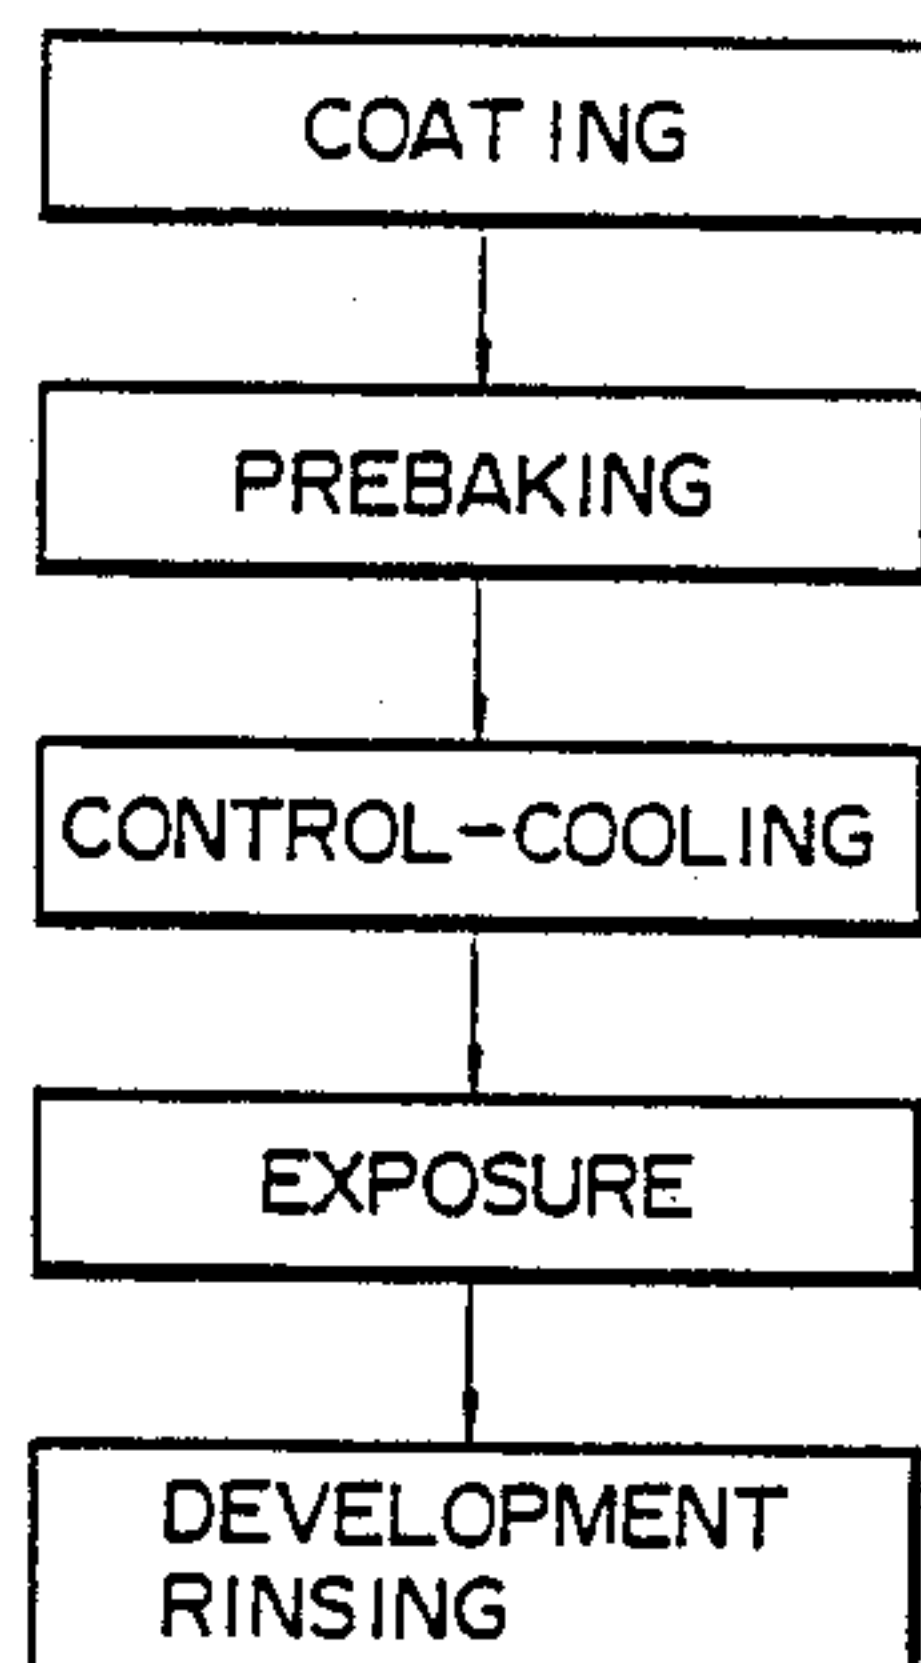 COATING
PREBAKING
CONTROL-COOLING
EXPOSURE
DEVELOPMENT
RINSING